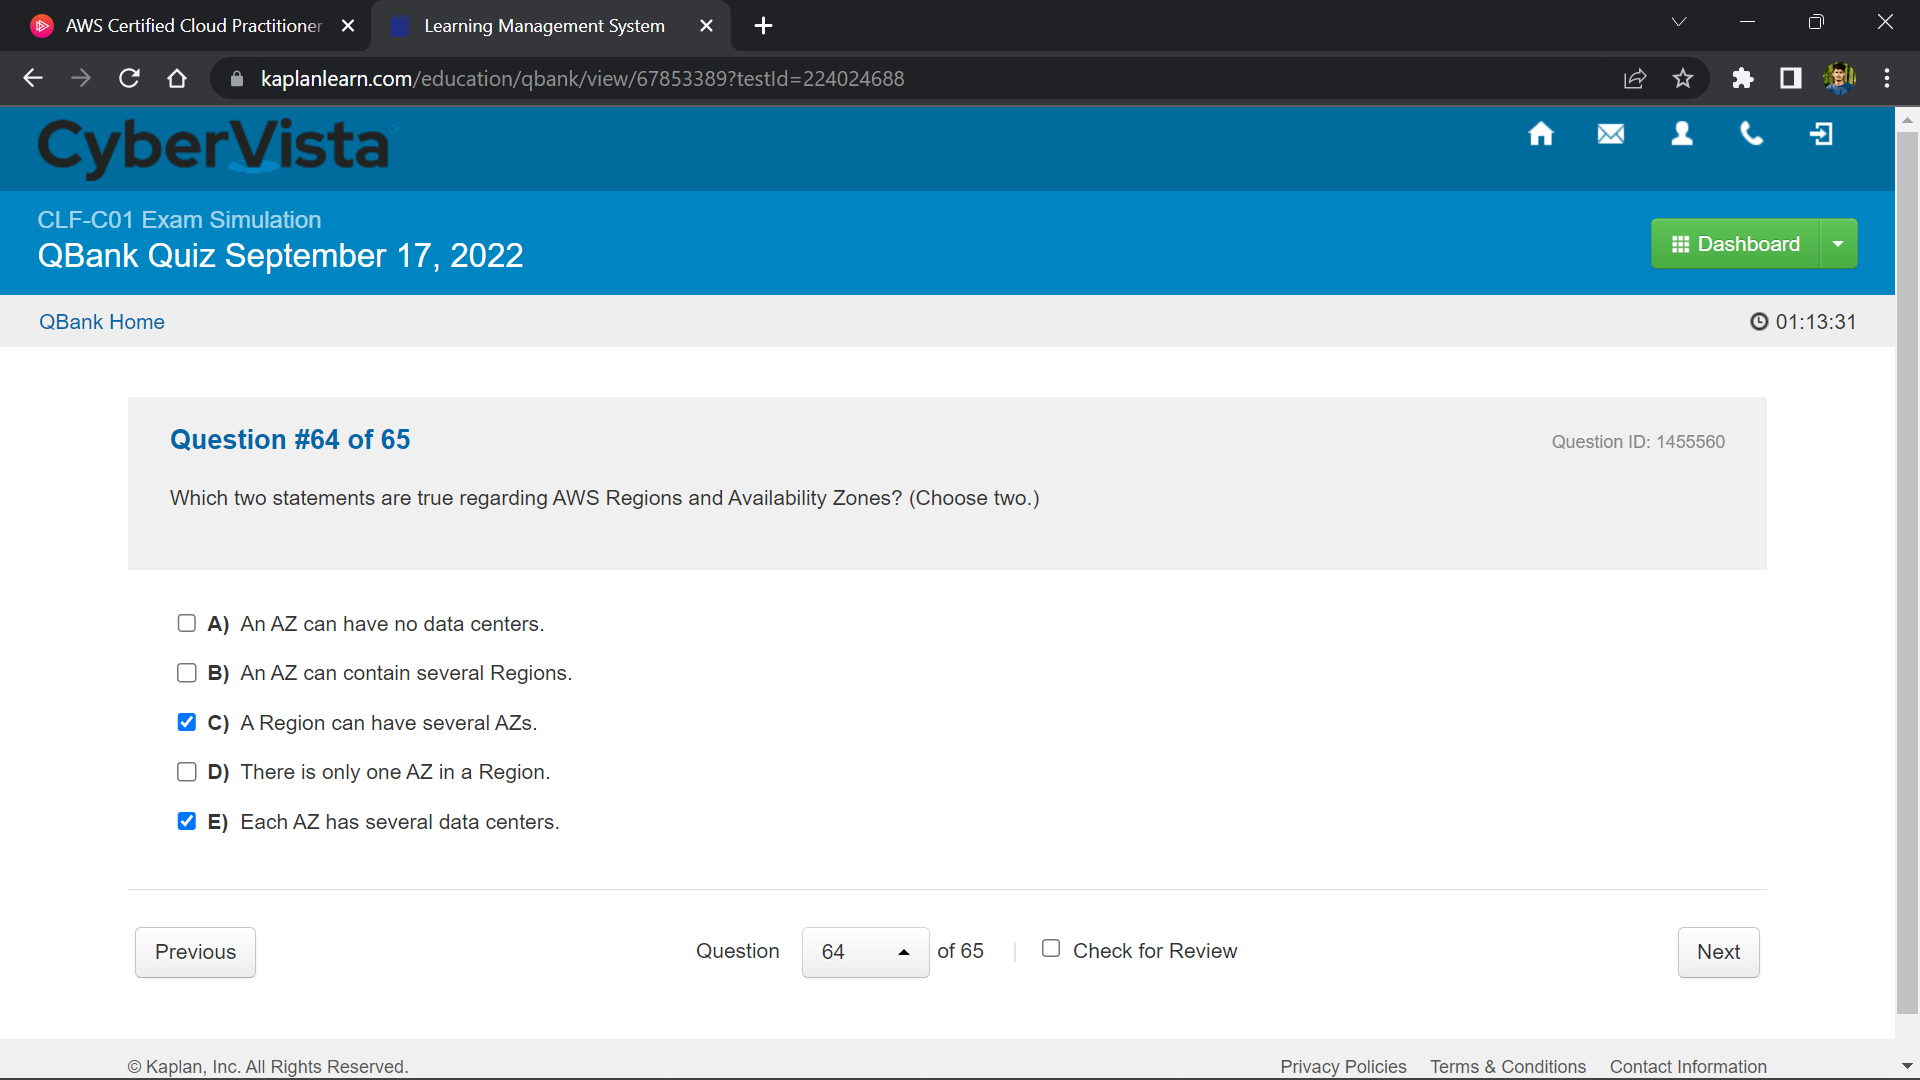 AWS Certified Cloud Practitioner
Learning Management System
kaplanlearn.com/education/qbank/view/67853389?testId=224024688
CyberVista
CLF-C01 Exam Simulation
QBank Quiz September 17, 2022
Dashboard
QBank Home
01:13:31
Question #64 of 65
Question ID: 1455560
Which two statements are true regarding AWS Regions and Availability Zones? (Choose two.)
A) An AZ can have no data centers.
B) An AZ can contain several Regions.
C) A Region can have several AZs.
D) There is only one AZ in a Region.
E) Each AZ has several data centers.
Previous
Question 64 of 65 | Check for Review
Next
© Kaplan, Inc. All Rights Reserved.
Privacy Policies Terms & Conditions Contact Information